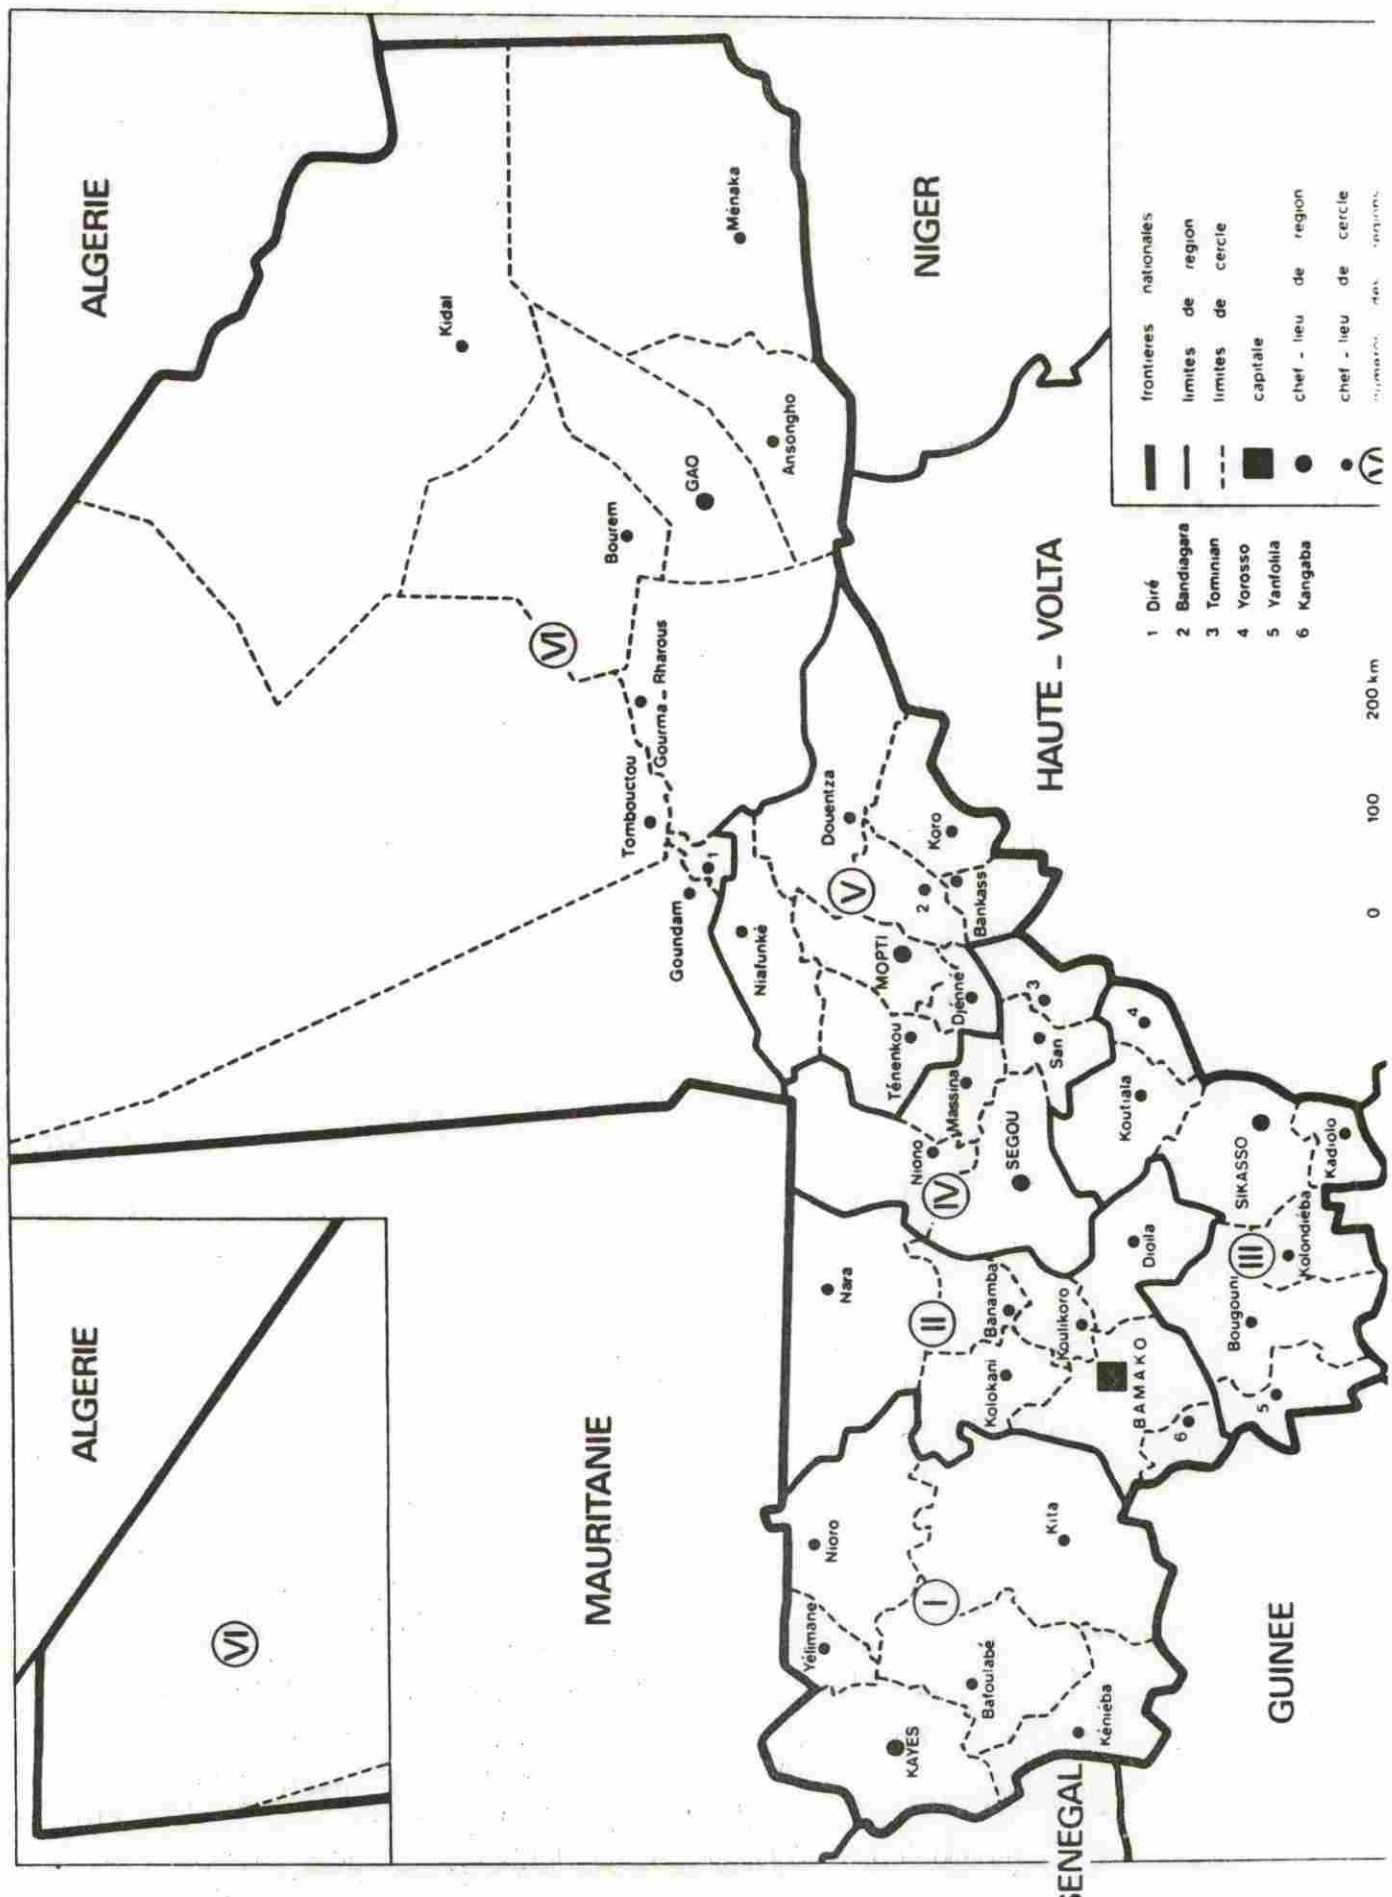 ALGERIE
VI
ALGERIE
MAURITANIE
Kidal
Bourem
VI
GAO
Ménaka
Ansongho
NIGER
Tombouctou
Gourma - Rharous
Goundam
1
Niafunké
Douentza
V
MOPTI
Koro
2
Bankass
Ténenkou
Djénné
HAUTE - VOLTA
Niono
Massina
IV
SEGOU
San
3
4
Koutiala
Nara
II
Banamba
Kolokani
Koulikoro
BAMAKO
Dioila
6
SIKASSO
III
Kadiolo
Kolondiéba
Bougouni
5
Nioro
Yélimane
I
Kita
KAYES
Bafoulabé
Kéniéba
SENEGAL
GUINEE
1 Diré
2 Bandiagara
3 Tominian
4 Yorosso
5 Yanfolila
6 Kangaba
0 100 200 km
frontieres nationales
limites de region
limites de cercle
capitale
chef - lieu de region
chef - lieu de cercle